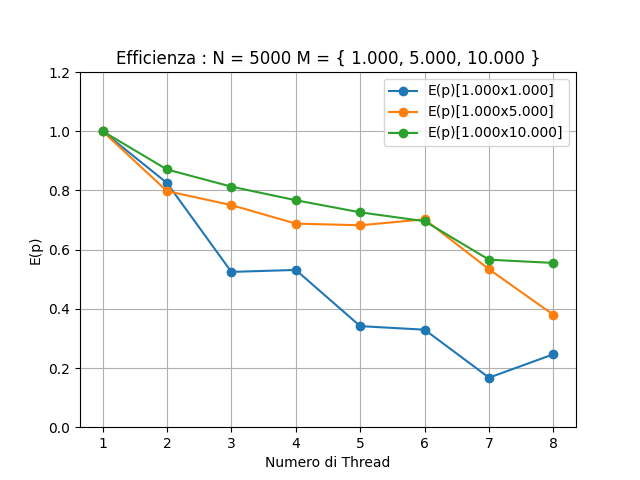 Efficienza : N = 5000 M = { 1.000, 5.000, 10.000 }
E(p)[1.000x1.000]
E(p)[1.000x5.000]
E(p)[1.000x10.000]
1.2
1.0
0.8
0.6
0.4
0.2
0.0
E(p)
1 2 3 4 5 6 7 8
Numero di Thread